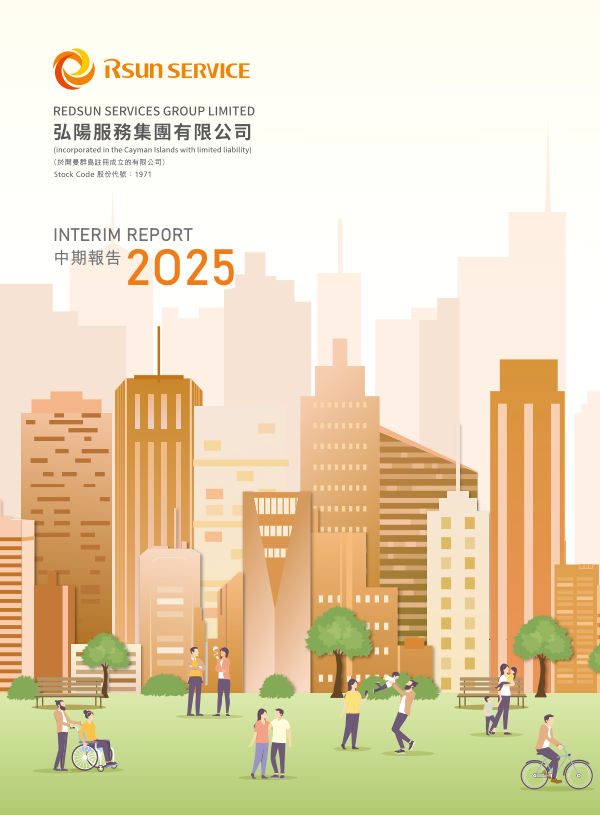 Rsun SERVICE
REDSUN SERVICES GROUP LIMITED
弘陽服務集團有限公司
(incorporated in the Cayman Islands with limited liability)
（於開曼群島註冊成立的有限公司）
Stock Code 股份代號：1971
INTERIM REPORT
中期報告 2025